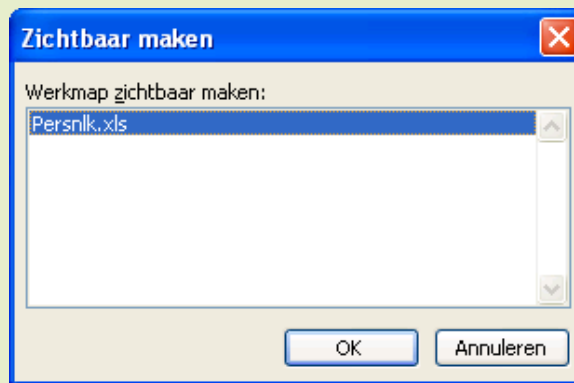 Zichtbaar maken
Werkmap zichtbaar maken:
Persnlk.xls
OK Annuleren